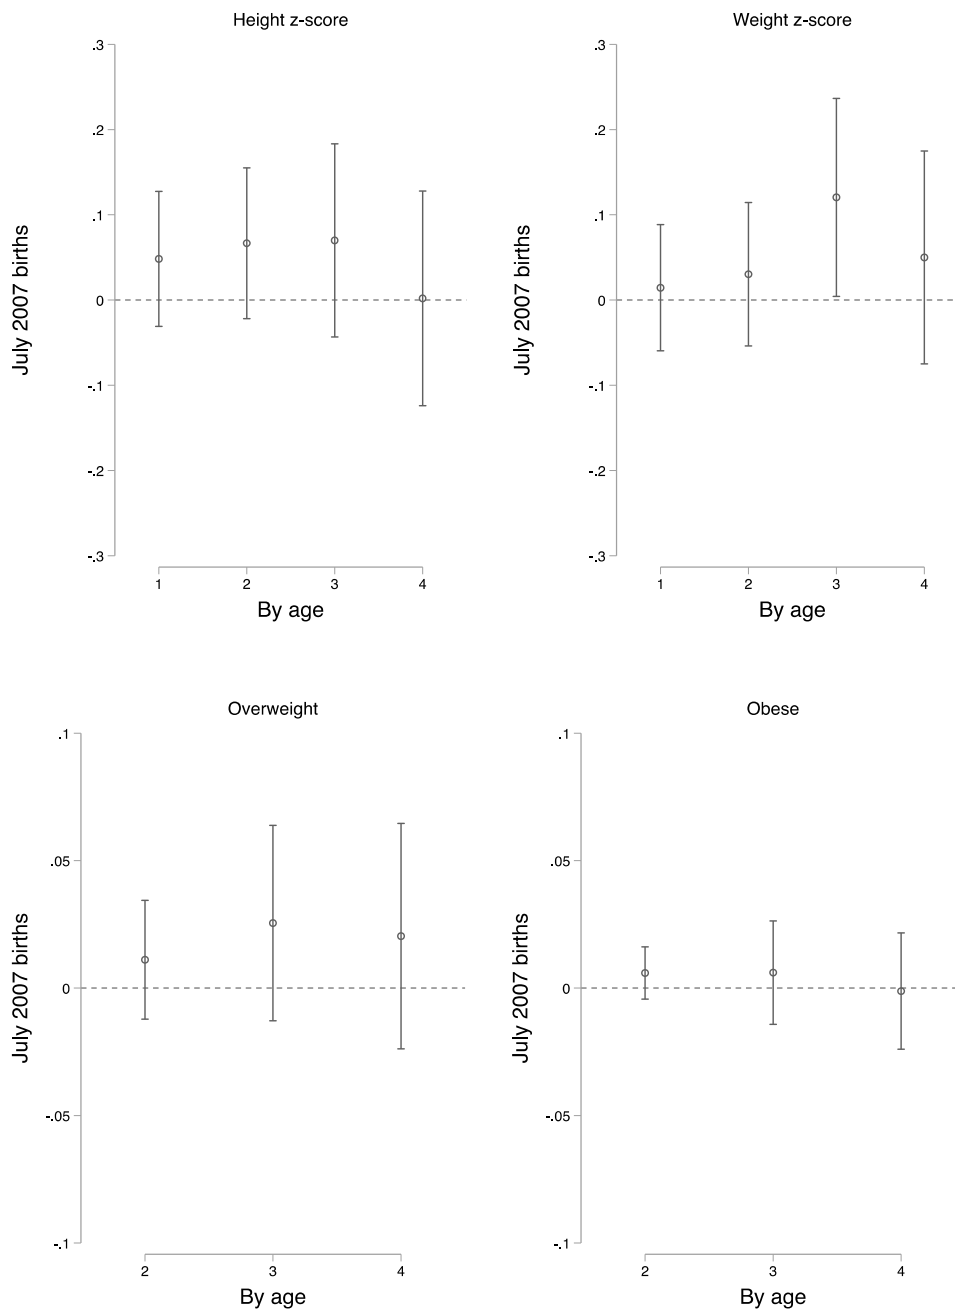 Height z-score
.3
.2
.1
0
-.1
-.2
-.3
July 2007 births
1 2 3 4
By age
Weight z-score
.3
.2
.1
0
-.1
-.2
-.3
July 2007 births
1 2 3 4
By age
Overweight
.1
.05
0
-.05
-.1
July 2007 births
2 3 4
By age
Obese
.1
.05
0
-.05
-.1
July 2007 births
2 3 4
By age